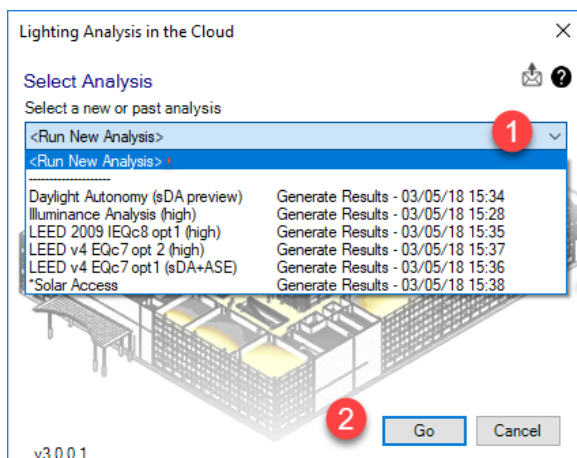 Lighting Analysis in the Cloud
Select Analysis
Select a new or past analysis
<Run New Analysis>
1
<Run New Analysis>
--------------------
Daylight Autonomy (sDA preview) Generate Results - 03/05/18 15:34
Illuminance Analysis (high) Generate Results - 03/05/18 15:28
LEED 2009 IEQc8 opt1 (high) Generate Results - 03/05/18 15:35
LEED v4 EQc7 opt 2 (high) Generate Results - 03/05/18 15:37
LEED v4 EQc7 opt1 (sDA+ASE) Generate Results - 03/05/18 15:36
*Solar Access Generate Results - 03/05/18 15:38
2
Go Cancel
v3.0.0.1